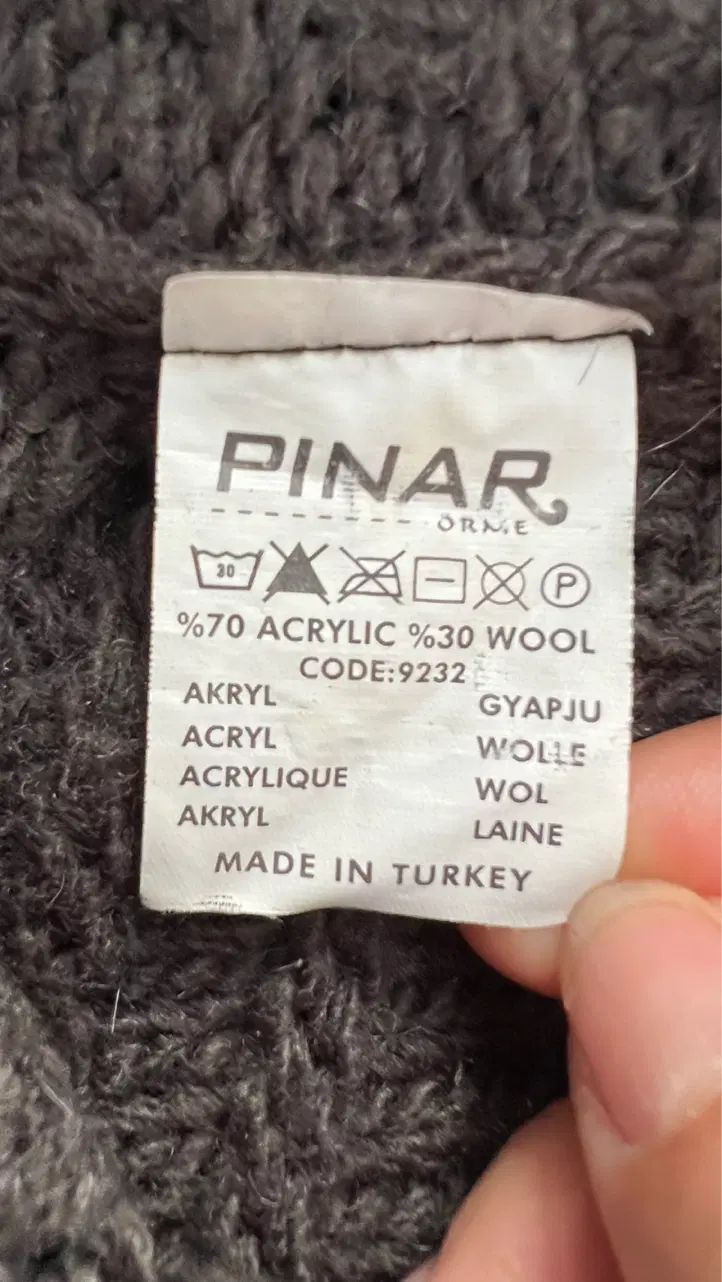 PINAR
ÖRME
30 P
%70 ACRYLIC %30 WOOL
CODE:9232
AKRYL GYAPJU
ACRYL WOLLE
ACRYLIQUE WOL
AKRYL LAINE
MADE IN TURKEY